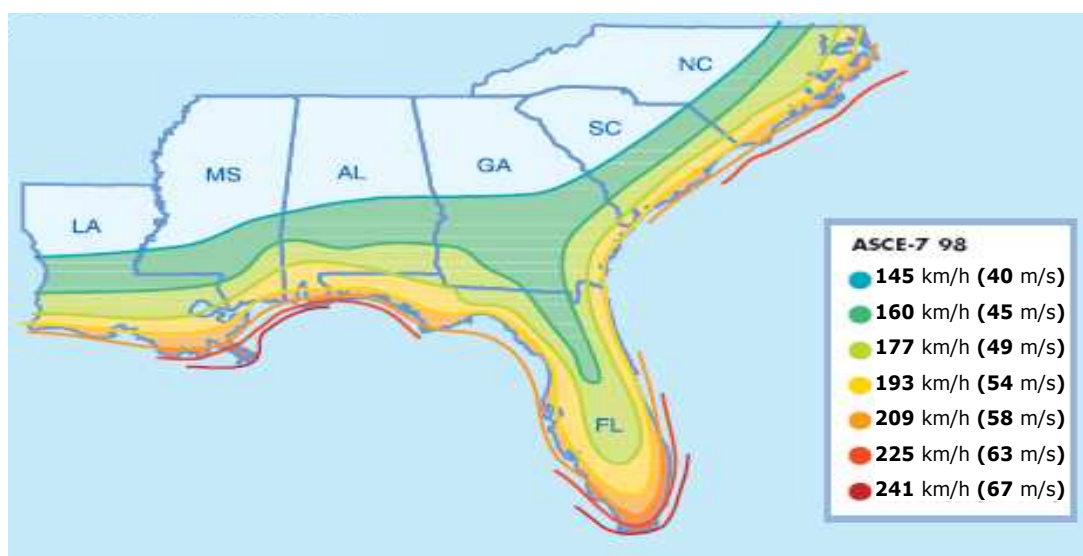 NC
SC
MS
AL
GA
LA
FL
ASCE-7 98
145 km/h (40 m/s)
160 km/h (45 m/s)
177 km/h (49 m/s)
193 km/h (54 m/s)
209 km/h (58 m/s)
225 km/h (63 m/s)
241 km/h (67 m/s)